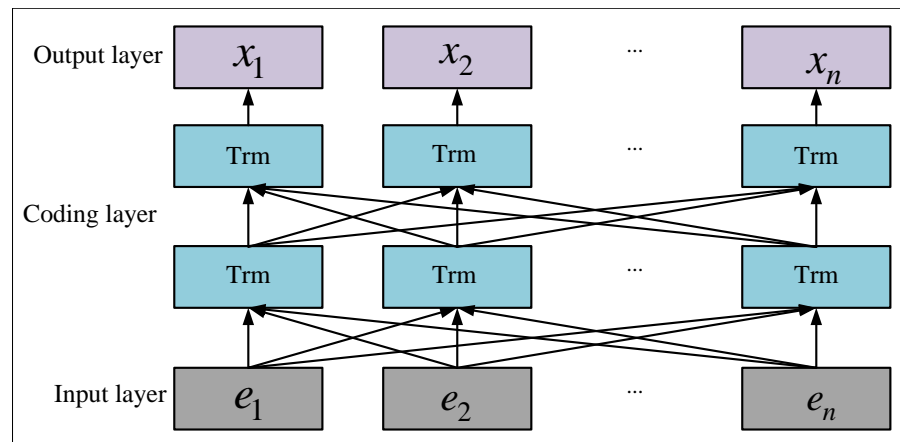 Output layer x₁ x₂ ... xₙ
Trm Trm ... Trm
Coding layer
Trm Trm ... Trm
Input layer e₁ e₂ ... eₙ